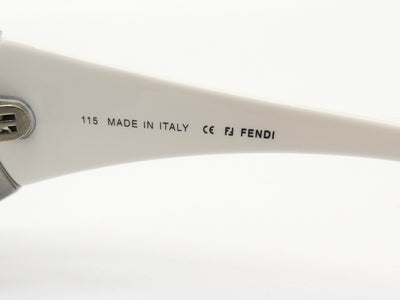 115 MADE IN ITALY CE FF FENDI